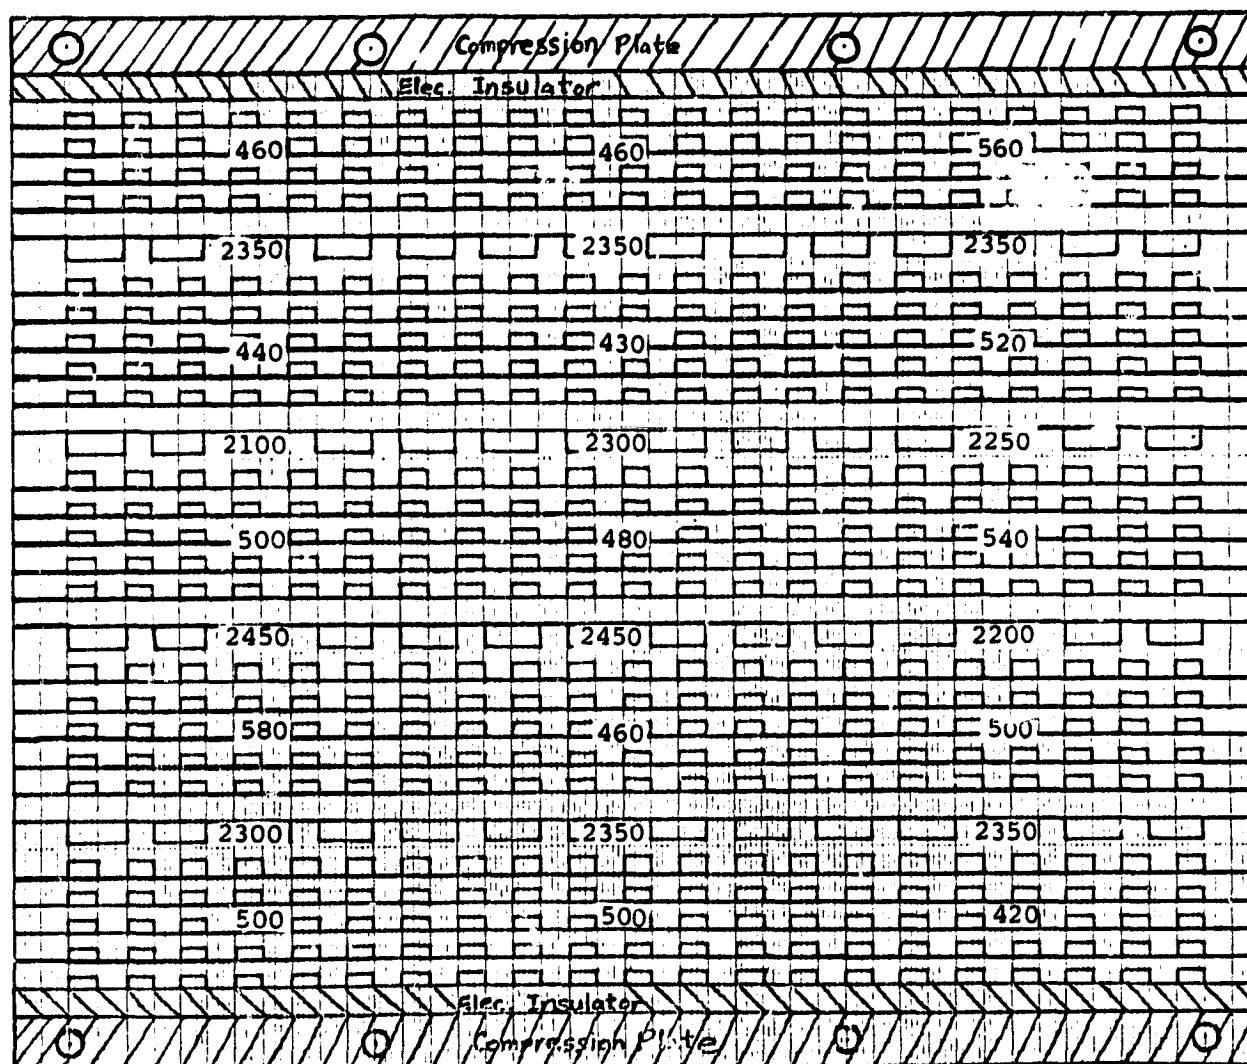 Compression Plate
Elec. Insulator
460 460 560
2350 2350 2350
440 430 520
2100 2300 2250
500 480 540
2450 2450 2200
580 460 500
2300 2350 2350
500 500 420
Elec. Insulator
Compression Plate